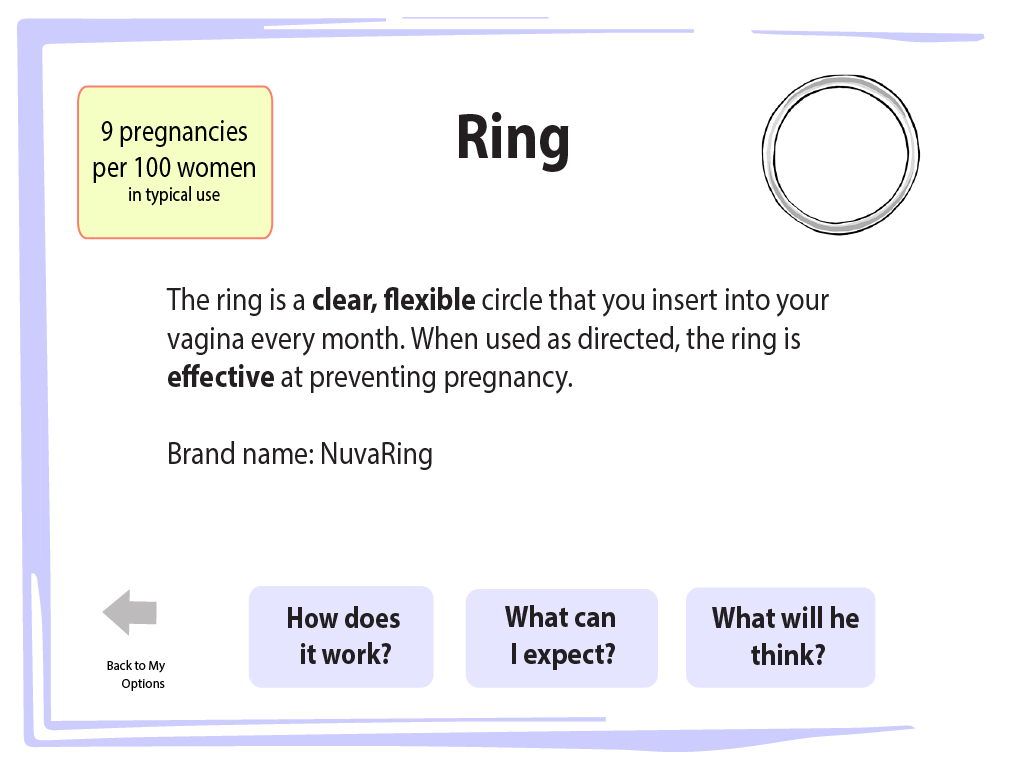 9 pregnancies
per 100 women
in typical use
Ring
The ring is a clear, flexible circle that you insert into your
vagina every month. When used as directed, the ring is
effective at preventing pregnancy.
Brand name: NuvaRing
Back to My
Options
How does
it work?
What can
I expect?
What will he
think?